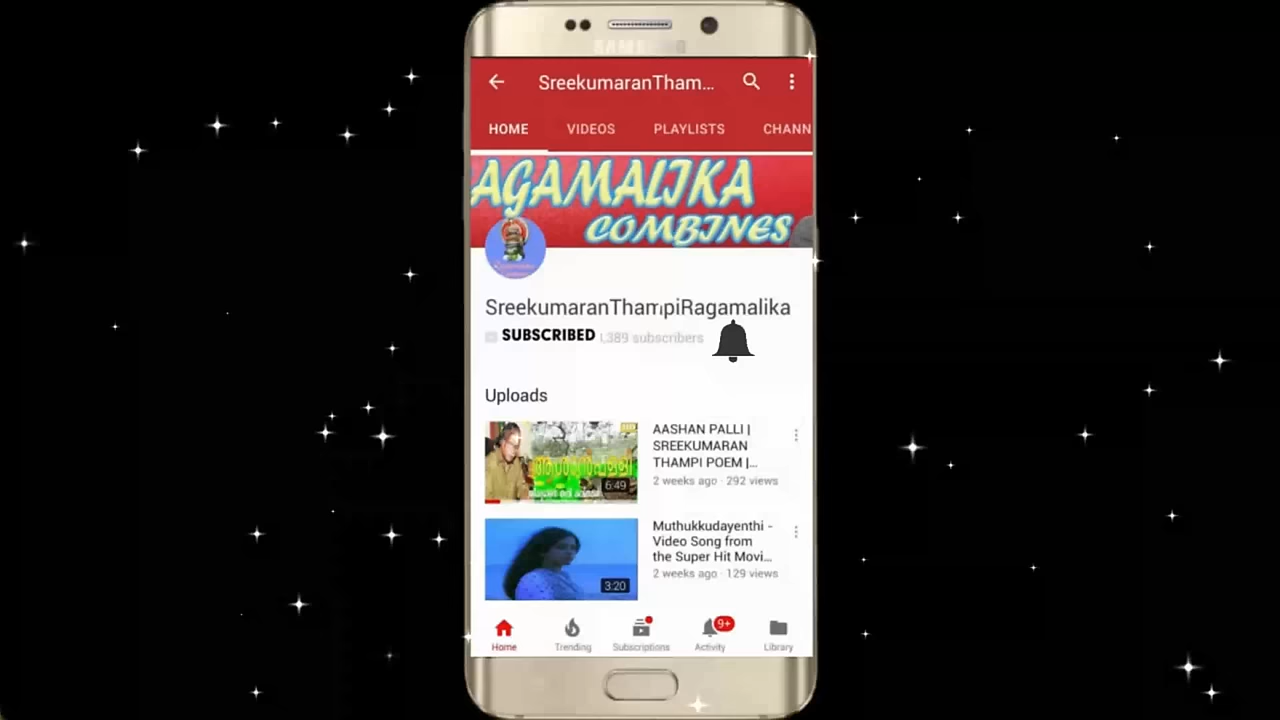 SAMSUNG
SreekumaranTham...
HOME VIDEOS PLAYLISTS CHANN
AGAMALIKA
COMBINES
SreekumaranThampiRagamalika
SUBSCRIBED 1,389 subscribers
Uploads
AASHAN PALLI |
SREEKUMARAN
THAMPI POEM |...
2 weeks ago · 292 views
6:49
Muthukkudayenthi -
Video Song from
the Super Hit Movi...
2 weeks ago · 129 views
3:20
Home Trending Subscriptions Activity 9+ Library